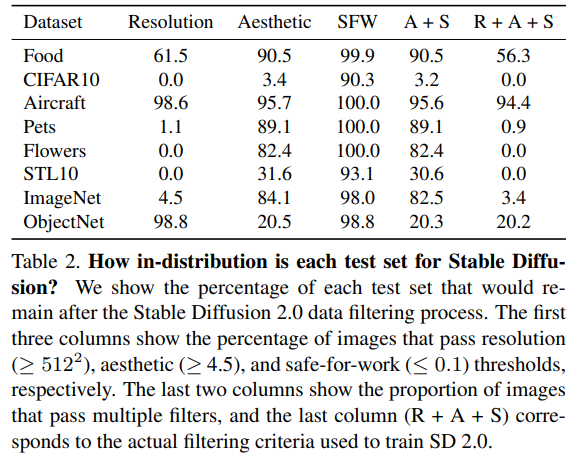 Dataset Resolution Aesthetic SFW A + S R + A + S
Food 61.5 90.5 99.9 90.5 56.3
CIFAR10 0.0 3.4 90.3 3.2 0.0
Aircraft 98.6 95.7 100.0 95.6 94.4
Pets 1.1 89.1 100.0 89.1 0.9
Flowers 0.0 82.4 100.0 82.4 0.0
STL10 0.0 31.6 93.1 30.6 0.0
ImageNet 4.5 84.1 98.0 82.5 3.4
ObjectNet 98.8 20.5 98.8 20.3 20.2
Table 2. How in-distribution is each test set for Stable Diffu-
sion? We show the percentage of each test set that would re-
main after the Stable Diffusion 2.0 data filtering process. The first
three columns show the percentage of images that pass resolution
(≥ 512²), aesthetic (≥ 4.5), and safe-for-work (≤ 0.1) thresholds,
respectively. The last two columns show the proportion of images
that pass multiple filters, and the last column (R + A + S) corre-
sponds to the actual filtering criteria used to train SD 2.0.